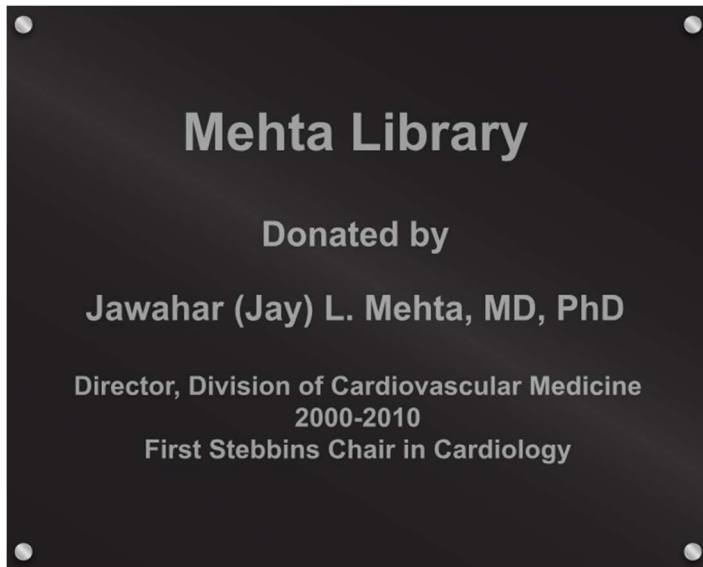 Mehta Library
Donated by
Jawahar (Jay) L. Mehta, MD, PhD
Director, Division of Cardiovascular Medicine
2000-2010
First Stebbins Chair in Cardiology